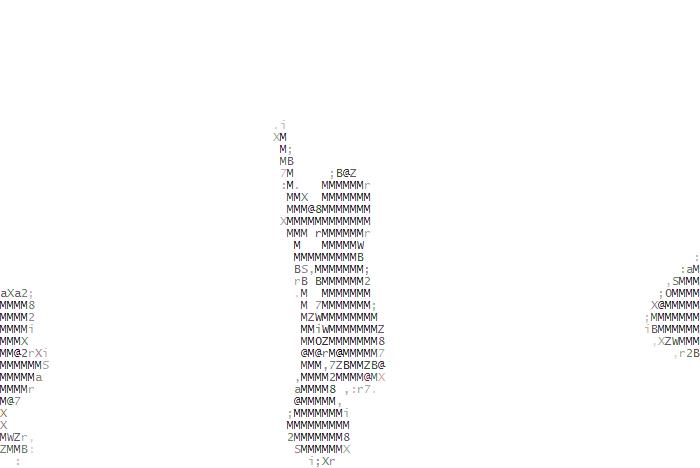 .i
XM
M;
MB
7M ;B@Z
:M. MMMMMMr
MMX MMMMMMM
MMM@8MMMMMMM
XMMMMMMMMMMMM
MMM rMMMMMMr
M MMMMMW
MMMMMMMMMB :
BS,MMMMMMM; :aM
rB BMMMMMM2 ,SMMM
aXa2; .M MMMMMMM ;0MMMM
MMMM8 M 7MMMMMMM; X@MMMMM
MMMM2 MZWMMMMMMMM ;MMMMMMM
MMMMi MMiWMMMMMMMZ iBMMMMMM
MMMX MMOZMMMMMMM8 ,XZWMMM
MM@2rXi @M@rM@MMMMM7 ,r2B
MMMMMMS MMM,7ZBMMZB@
MMMMMa ,MMMM2MMMM@MX
MMMMr aMMMM8 ,:r7.
M@7 @MMMMM,
X ;MMMMMMMi
X MMMMMMMMM
MWZr, 2MMMMMMM8
ZMMB: SMMMMMMX
: i;Xr